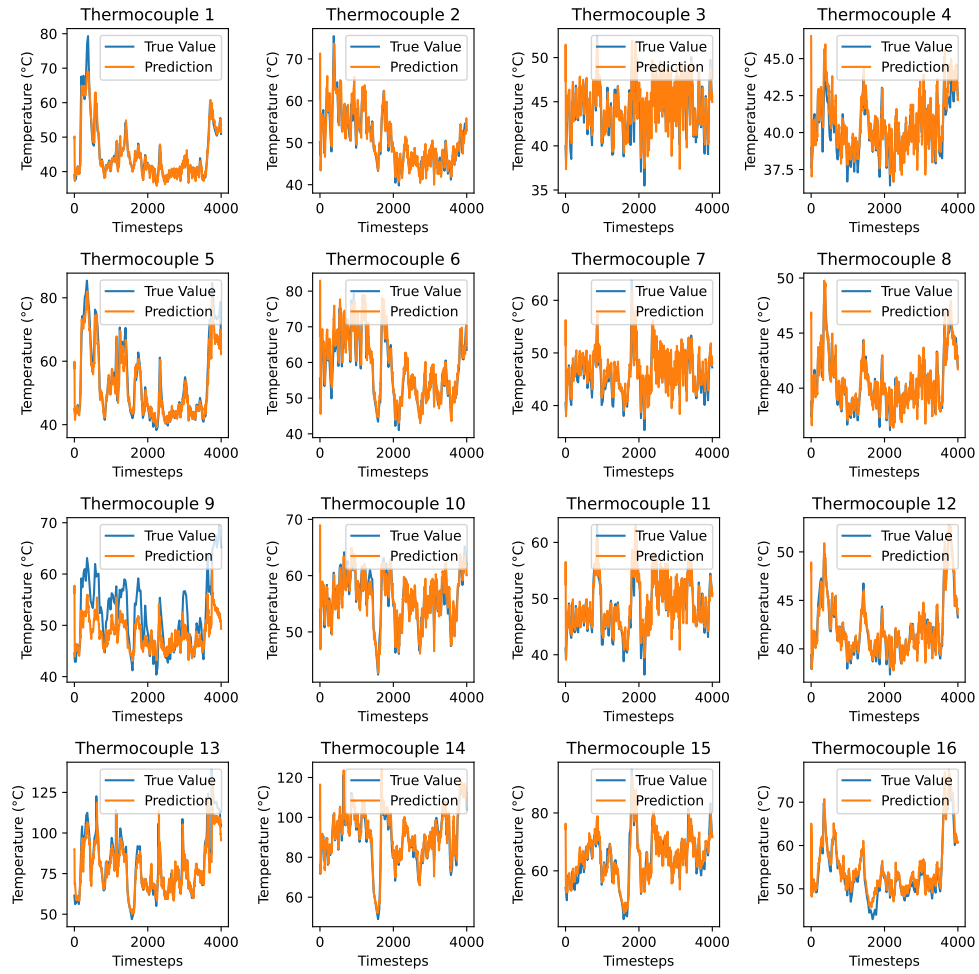 Thermocouple 1
Temperature (°C)
80
60
40
True Value
Prediction
0
2000
4000
Timesteps
Thermocouple 2
Temperature (°C)
70
60
50
40
True Value
Prediction
0
2000
4000
Timesteps
Thermocouple 3
Temperature (°C)
50
45
40
35
True Value
Prediction
0
2000
4000
Timesteps
Thermocouple 4
Temperature (°C)
45.0
42.5
40.0
37.5
True Value
Prediction
0
2000
4000
Timesteps
Thermocouple 5
Temperature (°C)
80
60
40
True Value
Prediction
0
2000
4000
Timesteps
Thermocouple 6
Temperature (°C)
80
70
60
50
40
True Value
Prediction
0
2000
4000
Timesteps
Thermocouple 7
Temperature (°C)
60
50
40
True Value
Prediction
0
2000
4000
Timesteps
Thermocouple 8
Temperature (°C)
50
45
40
True Value
Prediction
0
2000
4000
Timesteps
Thermocouple 9
Temperature (°C)
70
60
50
40
True Value
Prediction
0
2000
4000
Timesteps
Thermocouple 10
Temperature (°C)
70
60
50
True Value
Prediction
0
2000
4000
Timesteps
Thermocouple 11
Temperature (°C)
60
50
40
True Value
Prediction
0
2000
4000
Timesteps
Thermocouple 12
Temperature (°C)
50
45
40
True Value
Prediction
0
2000
4000
Timesteps
Thermocouple 13
Temperature (°C)
125
100
75
50
True Value
Prediction
0
2000
4000
Timesteps
Thermocouple 14
Temperature (°C)
120
100
80
60
True Value
Prediction
0
2000
4000
Timesteps
Thermocouple 15
Temperature (°C)
80
60
True Value
Prediction
0
2000
4000
Timesteps
Thermocouple 16
Temperature (°C)
70
60
50
True Value
Prediction
0
2000
4000
Timesteps